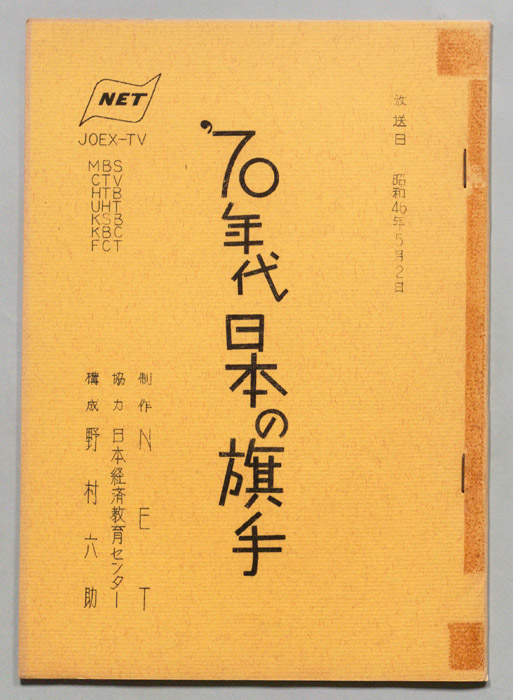 放送日 昭和46年5月2日
NET
JOEX-TV
MBS
CTV
HTB
UHT
KSB
KBC
FCT
'70年代 日本の旗手
制作 NET
協力 日本経済教育センター
構成 野村六助